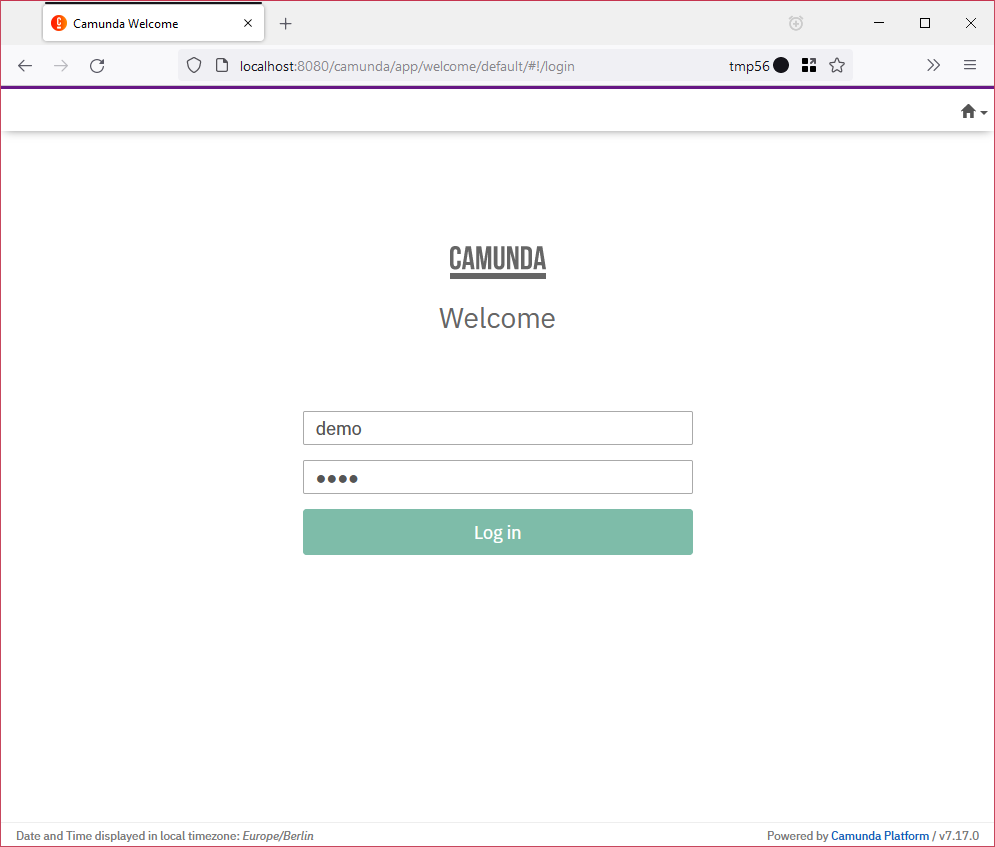 Camunda Welcome
localhost:8080/camunda/app/welcome/default/#!/login
tmp56
CAMUNDA
Welcome
demo
••••
Log in
Date and Time displayed in local timezone: Europe/Berlin
Powered by Camunda Platform / v7.17.0